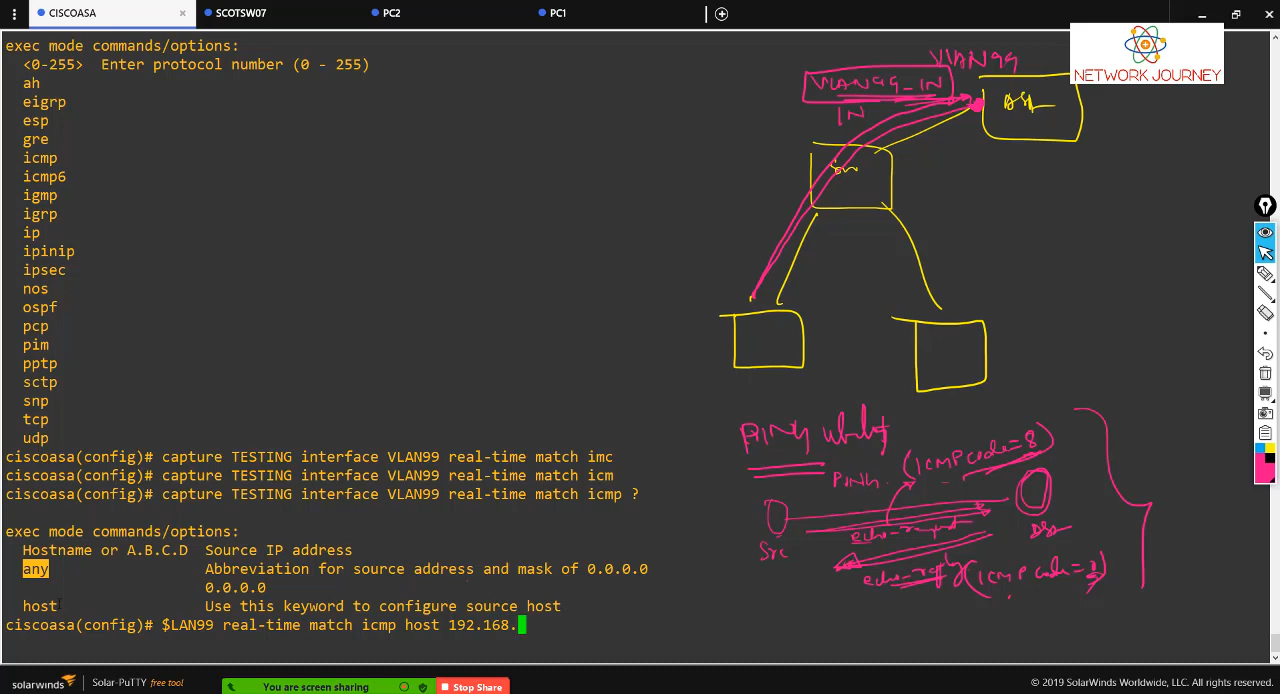 CISCOASA × SCOTSW07 PC2 PC1
exec mode commands/options:
<0-255> Enter protocol number (0 - 255)
ah
eigrp
esp
gre
icmp
icmp6
igmp
igrp
ip
ipinip
ipsec
nos
ospf
pcp
pim
pptp
sctp
snp
tcp
udp
ciscoasa(config)# capture TESTING interface VLAN99 real-time match imc
ciscoasa(config)# capture TESTING interface VLAN99 real-time match icm
ciscoasa(config)# capture TESTING interface VLAN99 real-time match icmp ?
exec mode commands/options:
Hostname or A.B.C.D Source IP address
any Abbreviation for source address and mask of 0.0.0.0
0.0.0.0
host Use this keyword to configure source host
ciscoasa(config)# $LAN99 real-time match icmp host 192.168.
NETWORK JOURNEY
VLAN99
VLAN99_IN
IN
SW
PING
(ICMP code=8)
PING
echo-request
Src
echo-reply (ICMP code=
solarwinds Solar-PuTTY free tool
You are screen sharing
Stop Share
© 2019 SolarWinds Worldwide, LLC. All rights reserved.